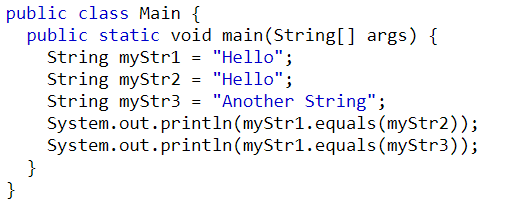 public class Main {
  public static void main(String[] args) {
    String myStr1 = "Hello";
    String myStr2 = "Hello";
    String myStr3 = "Another String";
    System.out.println(myStr1.equals(myStr2));
    System.out.println(myStr1.equals(myStr3));
  }
}